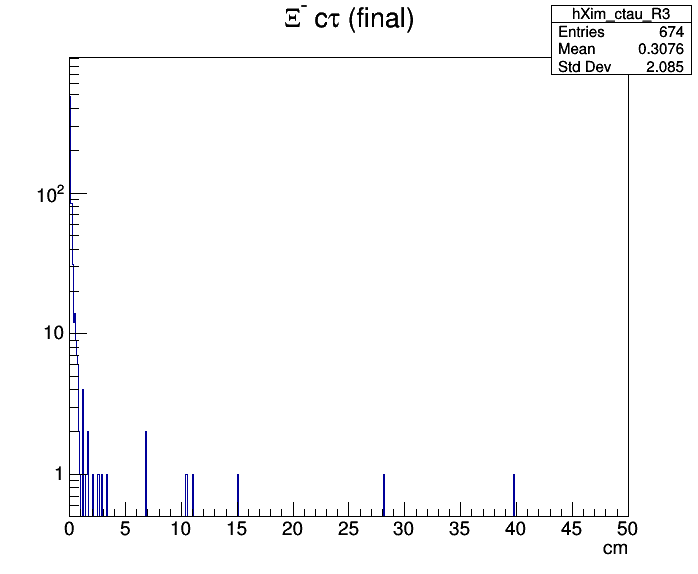 Ξ⁻ cτ (final)
hXim_ctau_R3
Entries 674
Mean 0.3076
Std Dev 2.085
10²
10
1
0 5 10 15 20 25 30 35 40 45 50
cm